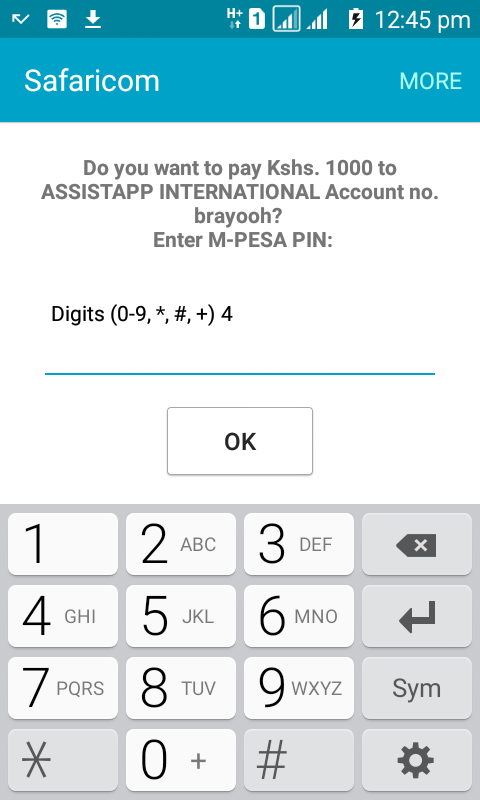 H+ 1 12:45 pm
Safaricom MORE
Do you want to pay Kshs. 1000 to
ASSISTAPP INTERNATIONAL Account no.
brayooh?
Enter M-PESA PIN:
Digits (0-9, *, #, +) 4
OK
1 2 ABC 3 DEF
4 GHI 5 JKL 6 MNO
7 PQRS 8 TUV 9 WXYZ Sym
* 0 + #